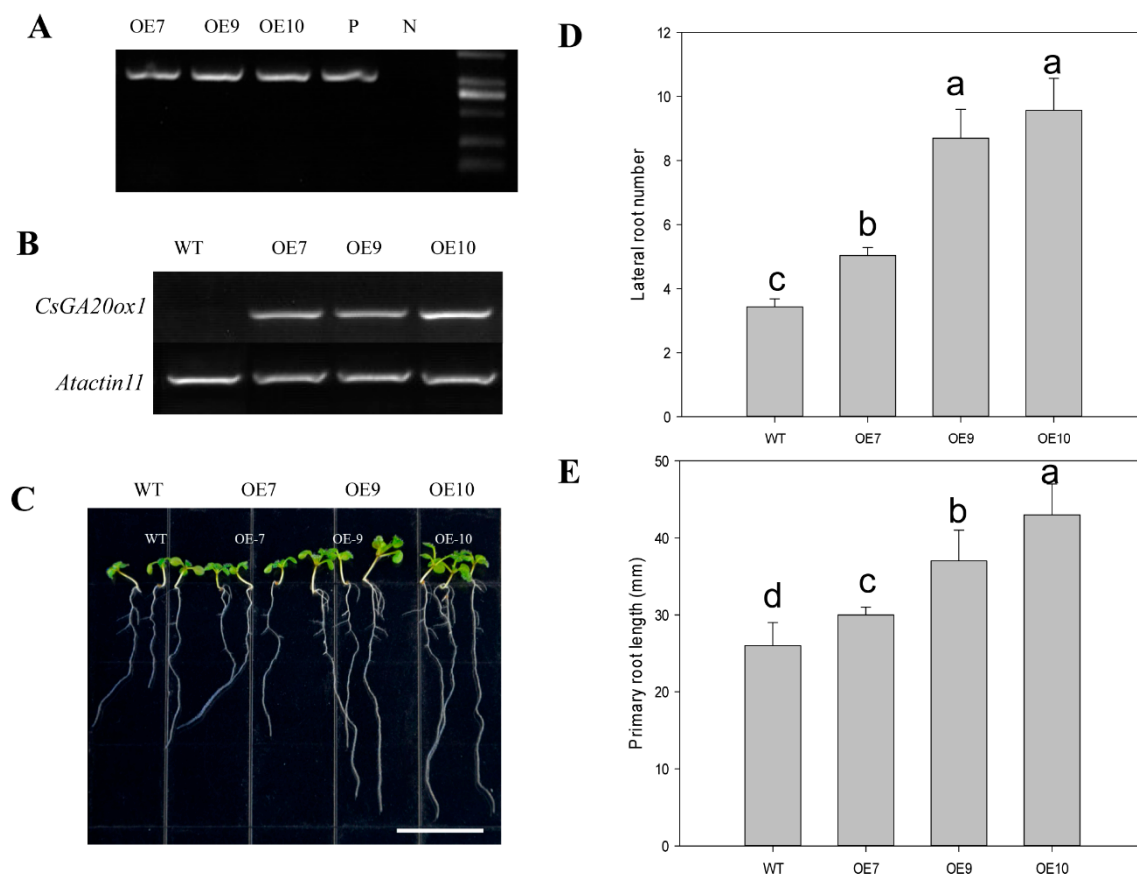 A
OE7 OE9 OE10 P N
B
WT OE7 OE9 OE10
CsGA20ox1
Atactin11
C
WT OE7 OE9 OE10
WT OE-7 OE-9 OE-10
D
12
10
8
6
4
2
0
Lateral root number
c b a a
WT OE7 OE9 OE10
E
50
40
30
20
10
0
Primary root length (mm)
d c b a
WT OE7 OE9 OE10